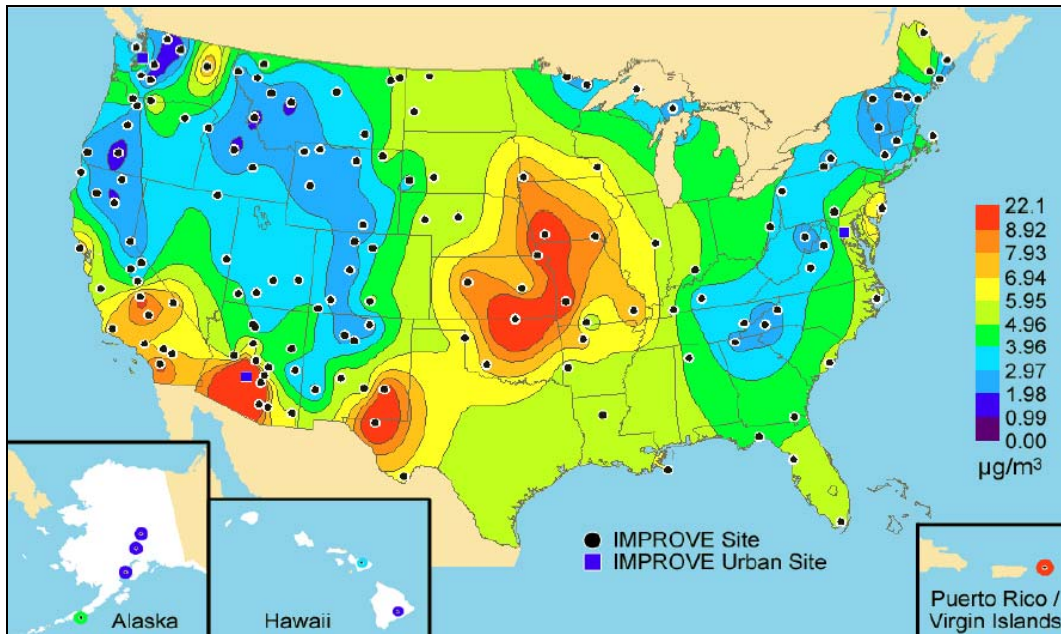 22.1
8.92
7.93
6.94
5.95
4.96
3.96
2.97
1.98
0.99
0.00
µg/m³
IMPROVE Site
IMPROVE Urban Site
Alaska
Hawaii
Puerto Rico /
Virgin Islands